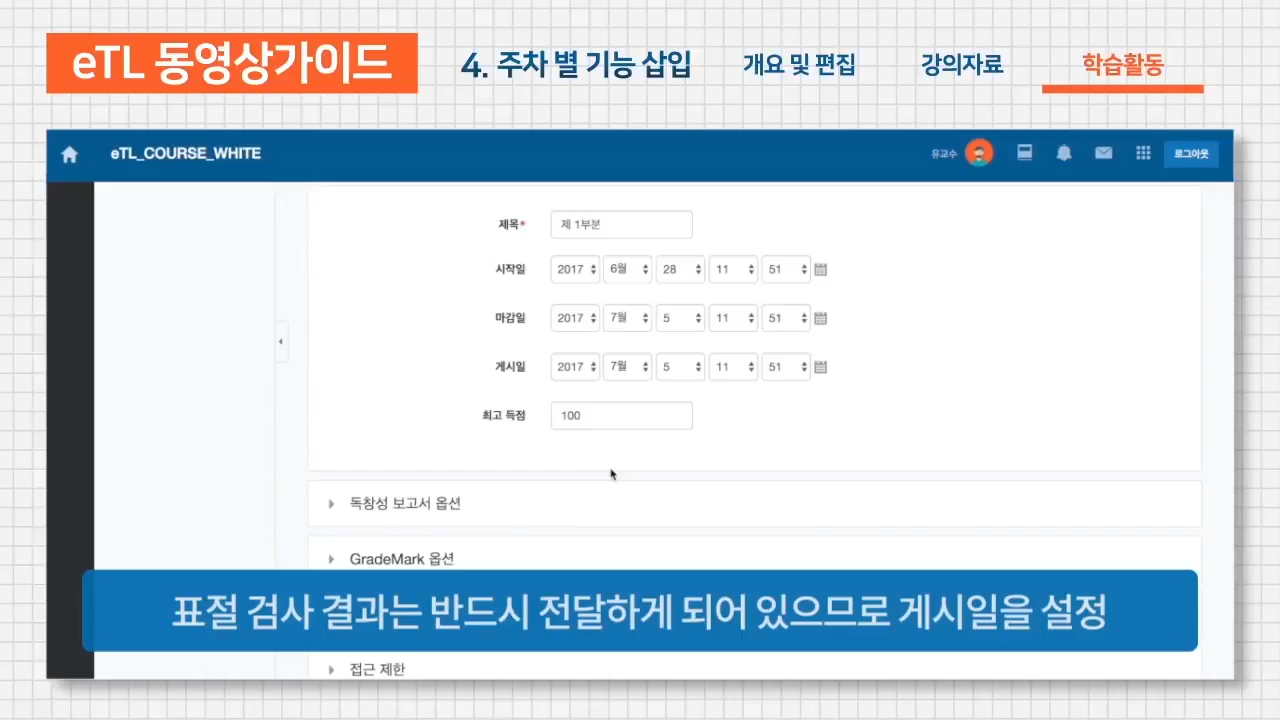 eTL 동영상가이드
4. 주차 별 기능 삽입
개요 및 편집
강의자료
학습활동
eTL_COURSE_WHITE
유교수
로그아웃
제목*
제 1부분
시작일
2017 6월 28 11 51
마감일
2017 7월 5 11 51
게시일
2017 7월 5 11 51
최고 득점
100
독창성 보고서 옵션
GradeMark 옵션
표절 검사 결과는 반드시 전달하게 되어 있으므로 게시일을 설정
접근 제한